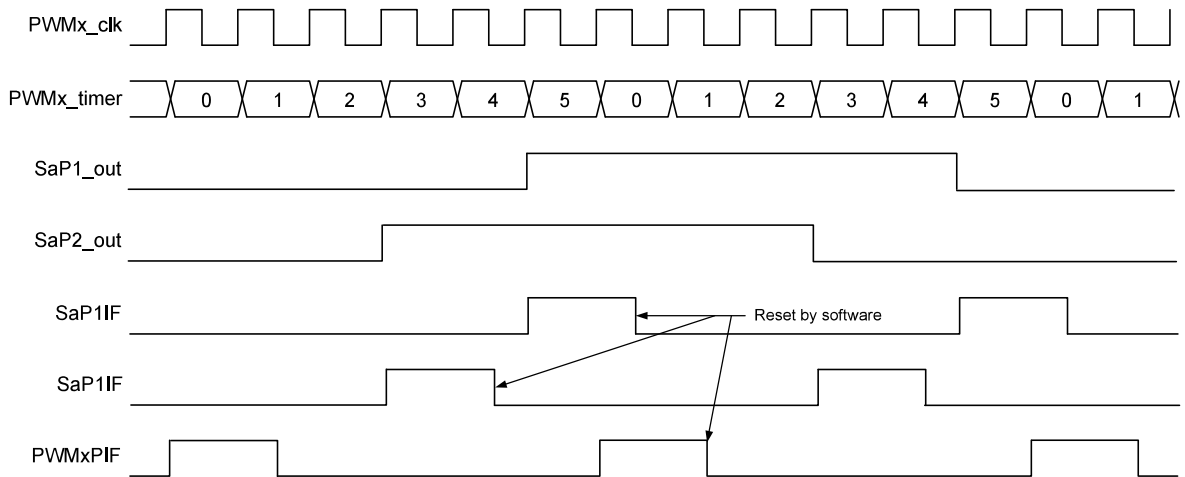 PWMx_clk
PWMx_timer 0 1 2 3 4 5 0 1 2 3 4 5 0 1
SaP1_out
SaP2_out
SaP1IF
Reset by software
SaP1IF
PWMxPIF